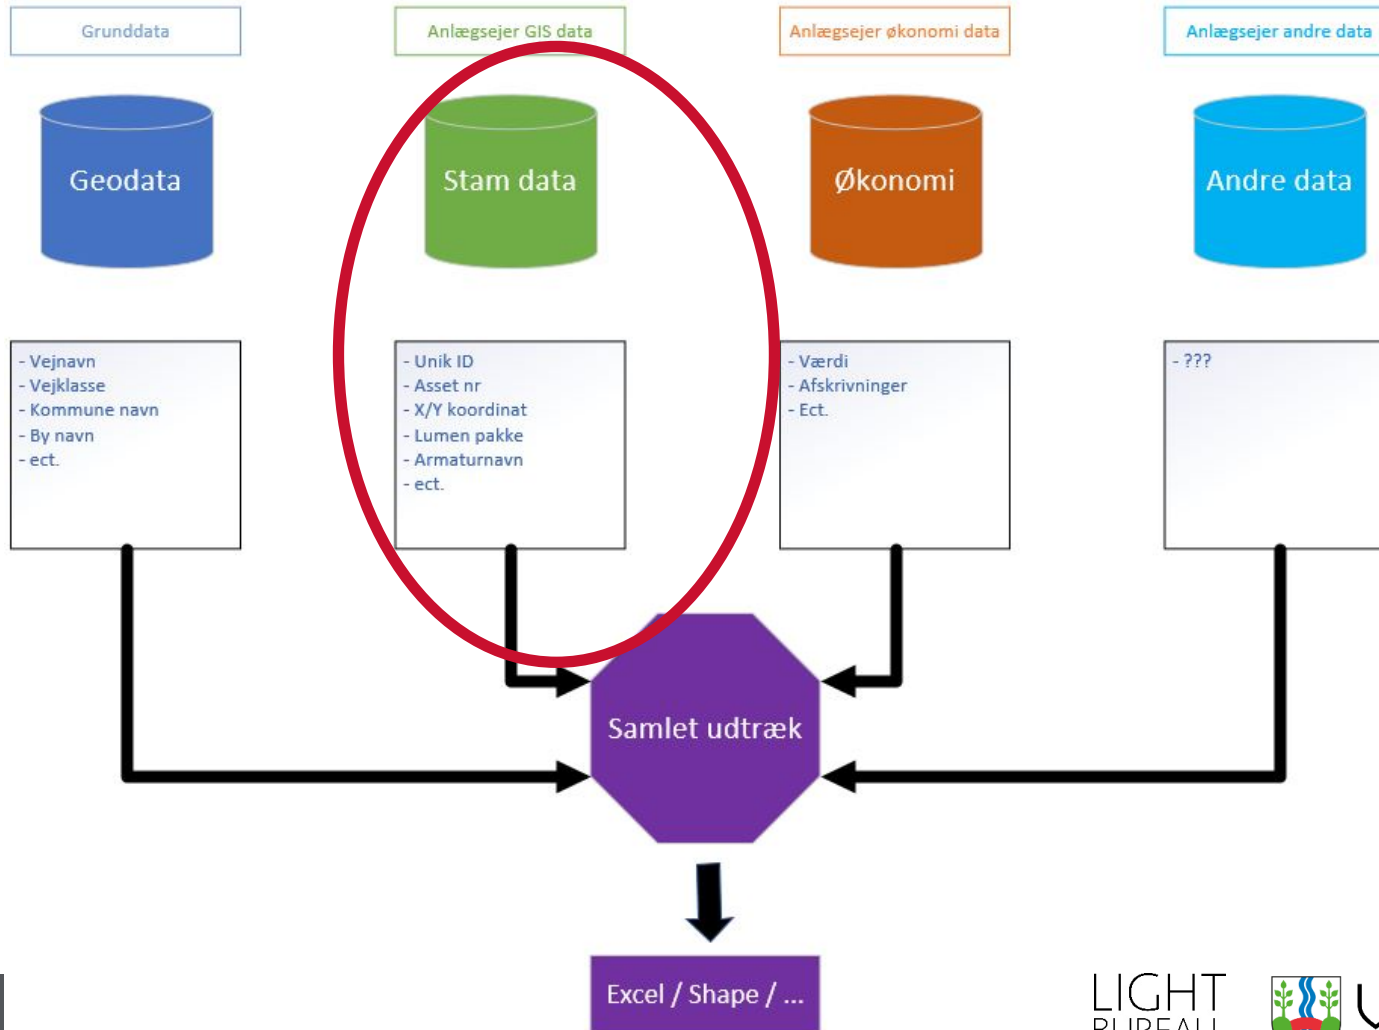 Grunddata
Anlægsejer GIS data
Anlægsejer økonomi data
Anlægsejer andre data
Geodata
Stam data
Økonomi
Andre data
- Vejnavn
- Vejklasse
- Kommune navn
- By navn
- ect.
- Unik ID
- Asset nr
- X/Y koordinat
- Lumen pakke
- Armaturnavn
- ect.
- Værdi
- Afskrivninger
- Ect.
- ???
Samlet udtræk
Excel / Shape / ...
LIGHT
BUREAU